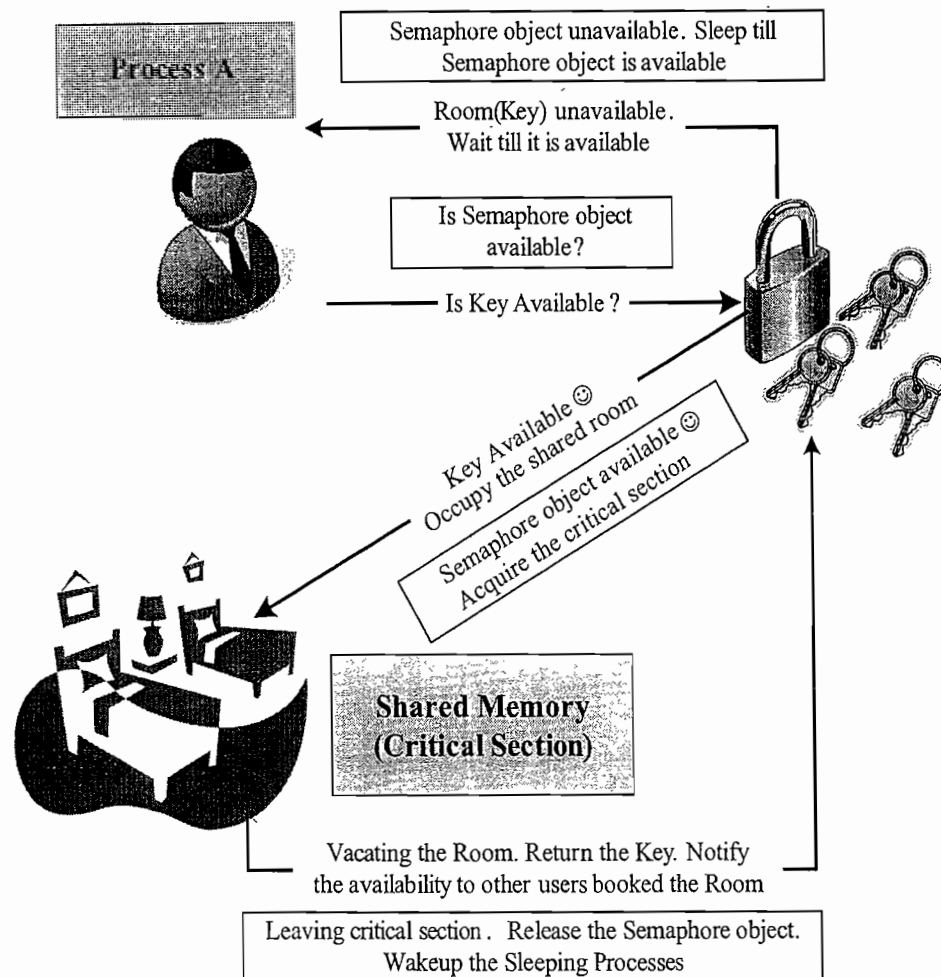 Semaphore object unavailable. Sleep till
Semaphore object is available
Process A
Room(Key) unavailable.
Wait till it is available
Is Semaphore object
available?
Is Key Available ?
Key Available ☺
Occupy the shared room
Semaphore object available ☺
Acquire the critical section
Shared Memory
(Critical Section)
Vacating the Room. Return the Key. Notify
the availability to other users booked the Room
Leaving critical section. Release the Semaphore object.
Wakeup the Sleeping Processes